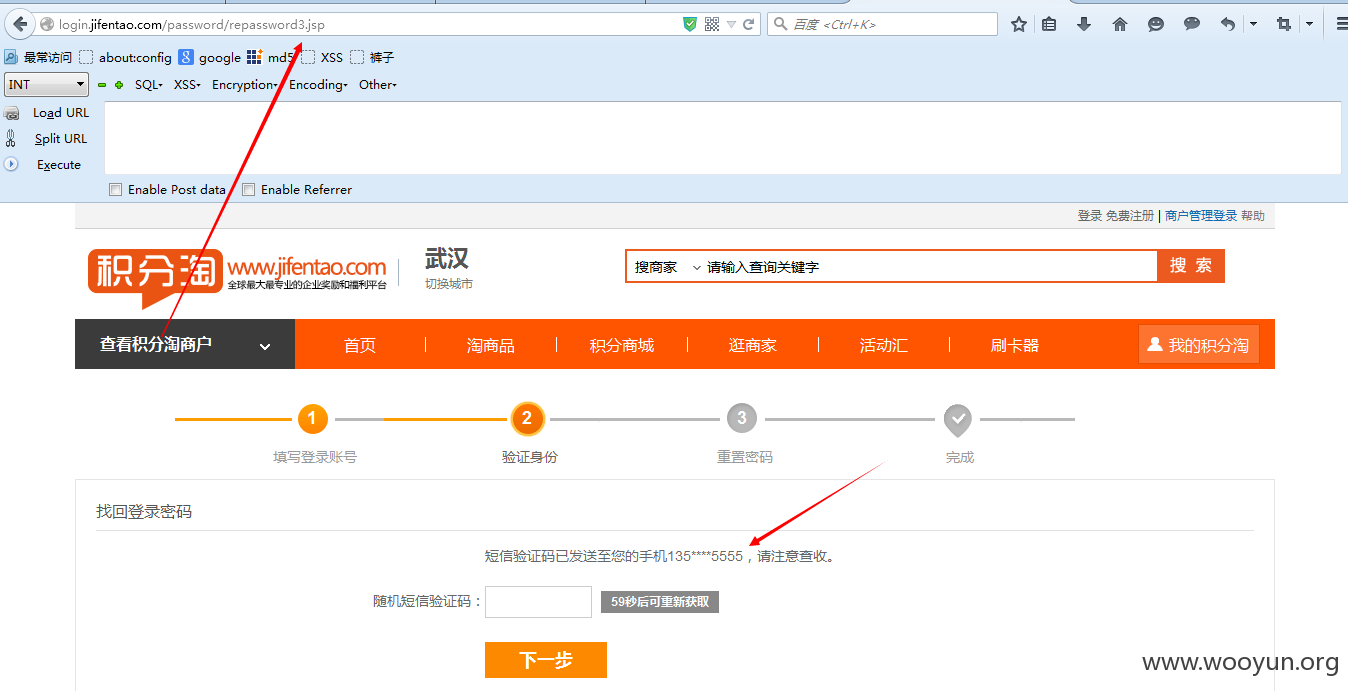 login.jifentao.com/password/repassword3.jsp
百度 <Ctrl+K>
最常访问 about:config google md5 XSS 裤子
INT SQL XSS Encryption Encoding Other
Load URL
Split URL
Execute
Enable Post data Enable Referrer
登录 免费注册 | 商户管理登录 帮助
积分淘 www.jifentao.com
全球最大最专业的企业奖励和福利平台
武汉
切换城市
搜商家 请输入查询关键字 搜 索
查看积分淘商户 首页 淘商品 积分商城 逛商家 活动汇 刷卡器 我的积分淘
1 2 3
填写登录账号 验证身份 重置密码 完成
找回登录密码
短信验证码已发送至您的手机135****5555，请注意查收。
随机短信验证码： 59秒后可重新获取
下一步
www.wooyun.org